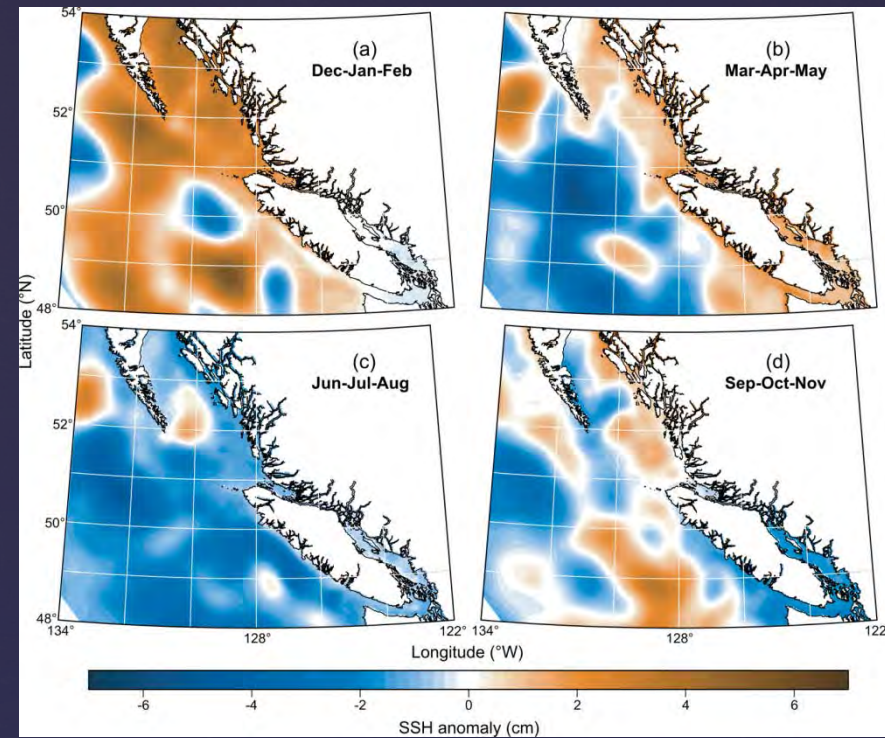 54°
(a)
Dec-Jan-Feb
(b)
Mar-Apr-May
52°
50°
48°
Latitude (°N)
54°
(c)
Jun-Jul-Aug
(d)
Sep-Oct-Nov
52°
50°
48°
134°
128°
122°
134°
128°
122°
Longitude (°W)
-6
-4
-2
0
2
4
6
SSH anomaly (cm)